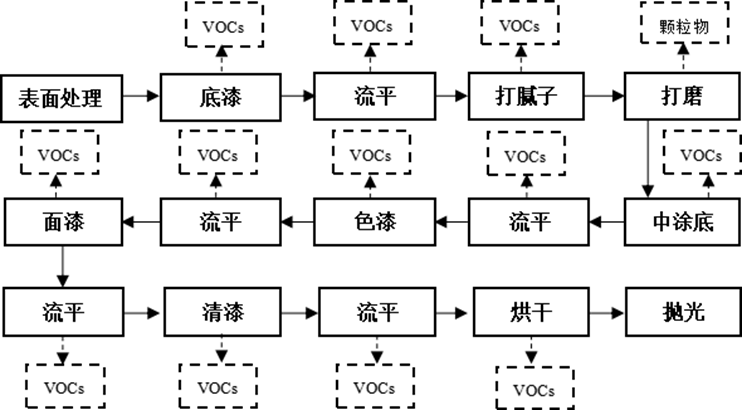 VOCs VOCs VOCs 颗粒物
表面处理 底漆 流平 打腻子 打磨
VOCs VOCs VOCs VOCs VOCs
面漆 流平 色漆 流平 中涂底
流平 清漆 流平 烘干 抛光
VOCs VOCs VOCs VOCs